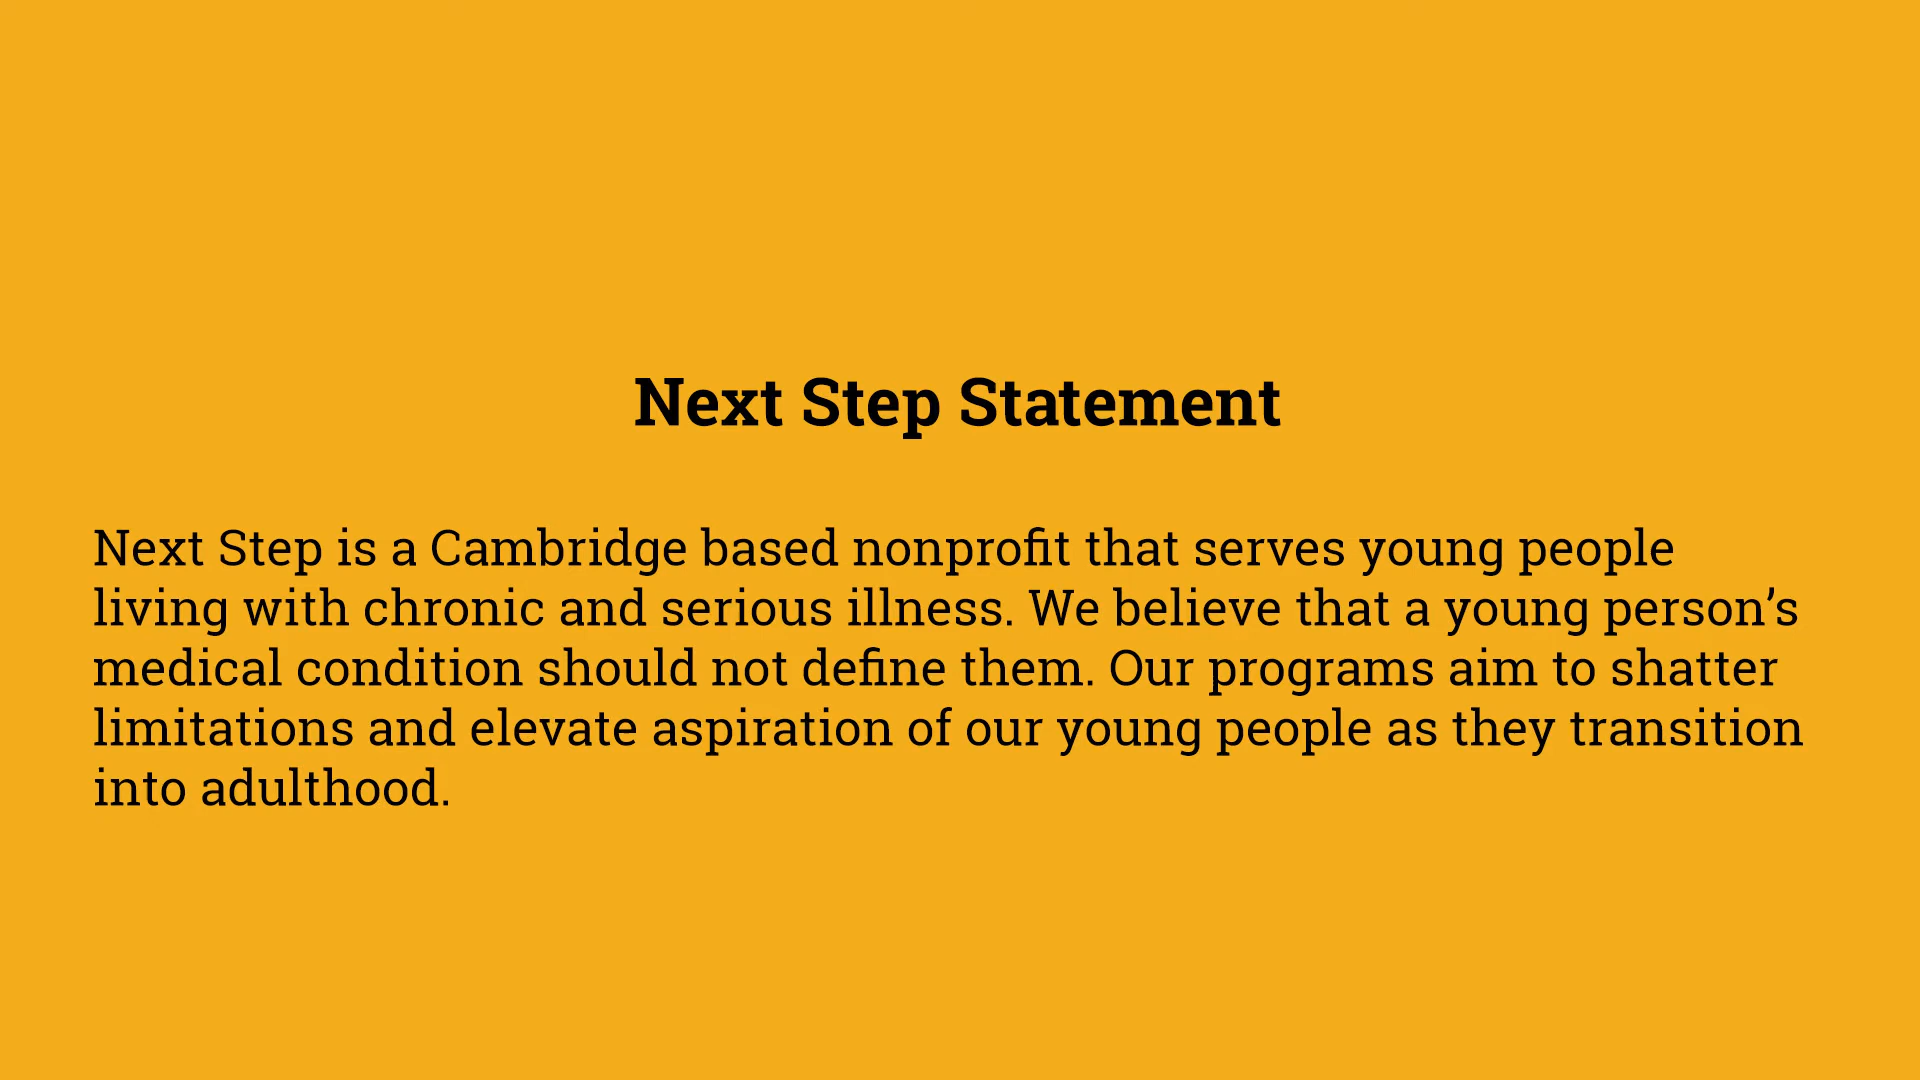 Next Step Statement
Next Step is a Cambridge based nonprofit that serves young people
living with chronic and serious illness. We believe that a young person’s
medical condition should not define them. Our programs aim to shatter
limitations and elevate aspiration of our young people as they transition
into adulthood.